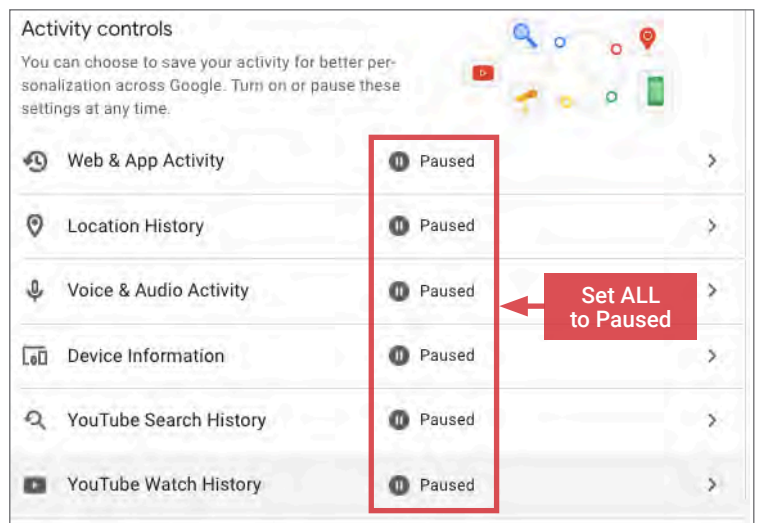 Activity controls
You can choose to save your activity for better per-
sonalization across Google. Turn on or pause these
settings at any time.
Web & App Activity Paused
Location History Paused
Voice & Audio Activity Paused
Set ALL
to Paused
Device Information Paused
YouTube Search History Paused
YouTube Watch History Paused